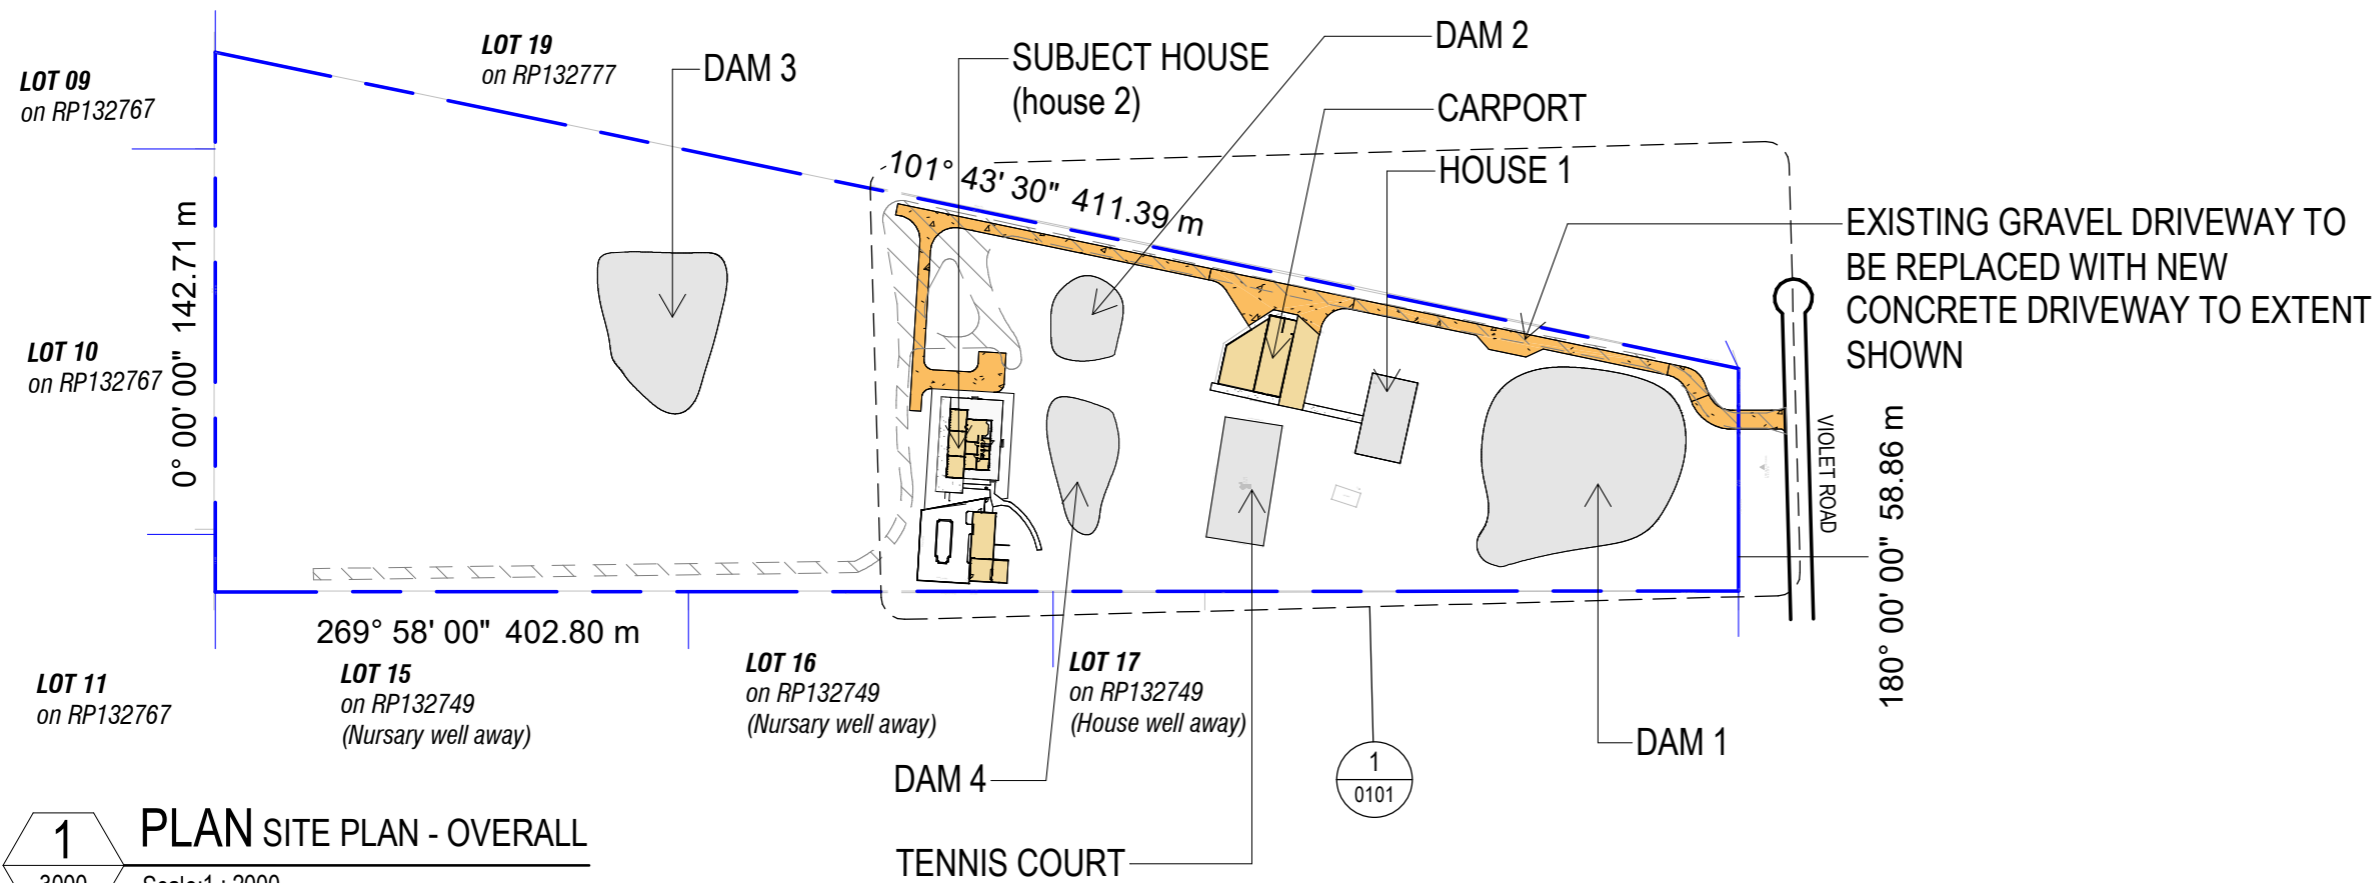 LOT 09
on RP132767
LOT 19
on RP132777
DAM 3
SUBJECT HOUSE
(house 2)
DAM 2
CARPORT
HOUSE 1
101° 43' 30" 411.39 m
EXISTING GRAVEL DRIVEWAY TO
BE REPLACED WITH NEW
CONCRETE DRIVEWAY TO EXTENT
SHOWN
0° 00' 00" 142.71 m
LOT 10
on RP132767
VIOLET ROAD
180° 00' 00" 58.86 m
269° 58' 00" 402.80 m
LOT 11
on RP132767
LOT 15
on RP132749
(Nursary well away)
LOT 16
on RP132749
(Nursary well away)
LOT 17
on RP132749
(House well away)
DAM 4
DAM 1
1
0101
TENNIS COURT
1
PLAN SITE PLAN - OVERALL
3000
Scale:1 : 2000